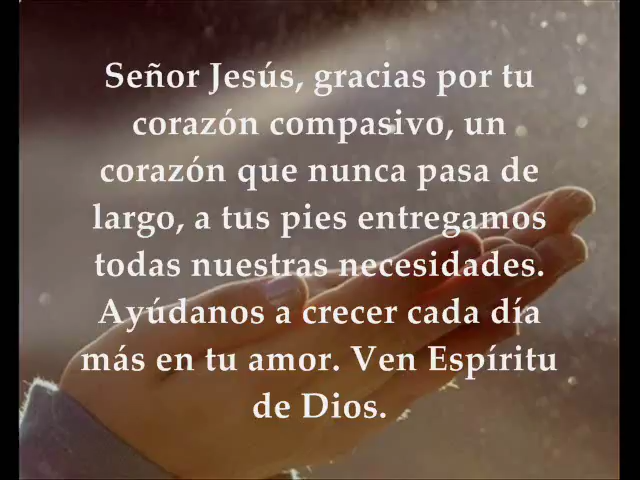 Señor Jesús, gracias por tu
corazón compasivo, un
corazón que nunca pasa de
largo, a tus pies entregamos
todas nuestras necesidades.
Ayúdanos a crecer cada día
más en tu amor. Ven Espíritu
de Dios.